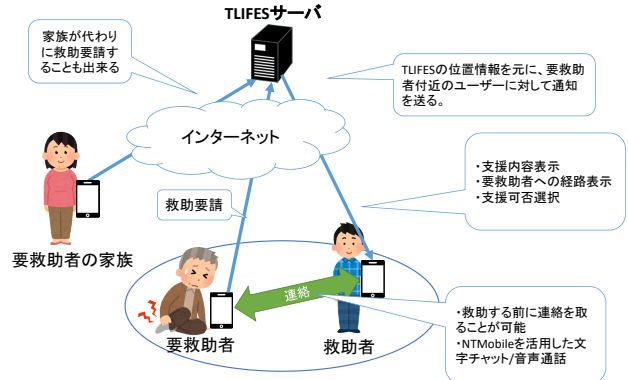 TLIFESサーバ
家族が代わ
りに救助要請す
ることも出来る
TLIFESの位置情報を元に、要救助
者付近のユーザーに対して通知
を送る。
インターネット
・支援内容表示
・要救助者への経路表示
・支援可否選択
救助要請
要救助者の家族
連絡
要救助者
救助者
・救助する前に連絡を取
ることが可能
・NTMobileを活用した文
字チャット/音声通話